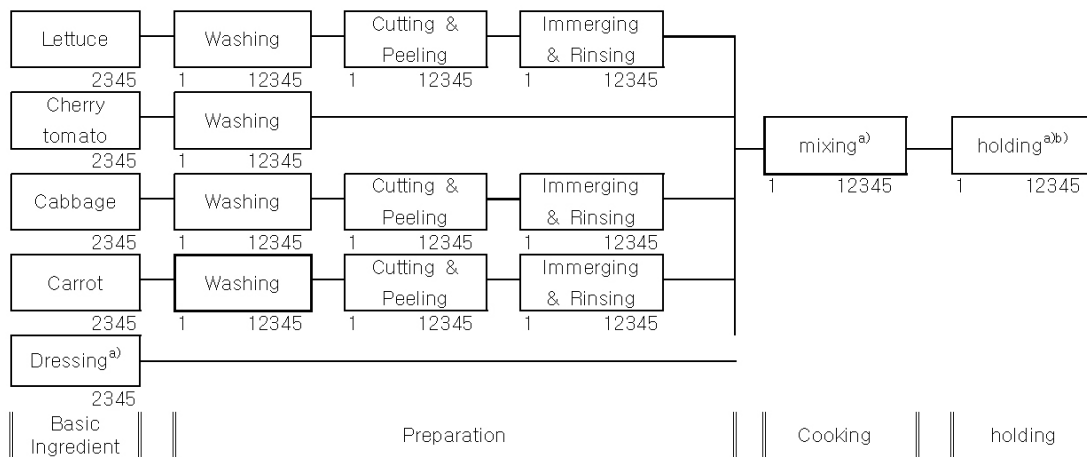 Lettuce
Washing
Cutting &
Peeling
Immerging
& Rinsing
2345
1 12345
1 12345
1 12345
Cherry
tomato
Washing
2345
1 12345
mixing a)
holding a)b)
1 12345
1 12345
Cabbage
Washing
Cutting &
Peeling
Immerging
& Rinsing
2345
1 12345
1 12345
1 12345
Carrot
Washing
Cutting &
Peeling
Immerging
& Rinsing
2345
1 12345
1 12345
1 12345
Dressing a)
2345
Basic
Ingredient
Preparation
Cooking
holding